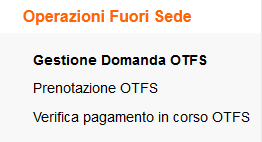 Operazioni Fuori Sede
Gestione Domanda OTFS
Prenotazione OTFS
Verifica pagamento in corso OTFS